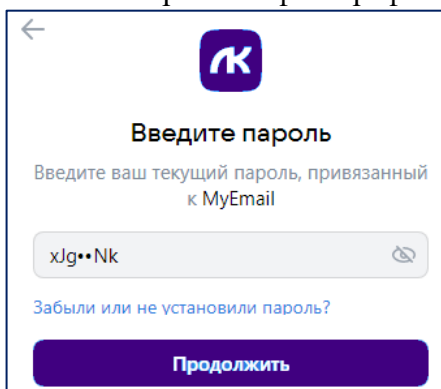 ЛК
Введите пароль
Введите ваш текущий пароль, привязанный
к MyEmail
xJg••Nk
Забыли или не установили пароль?
Продолжить